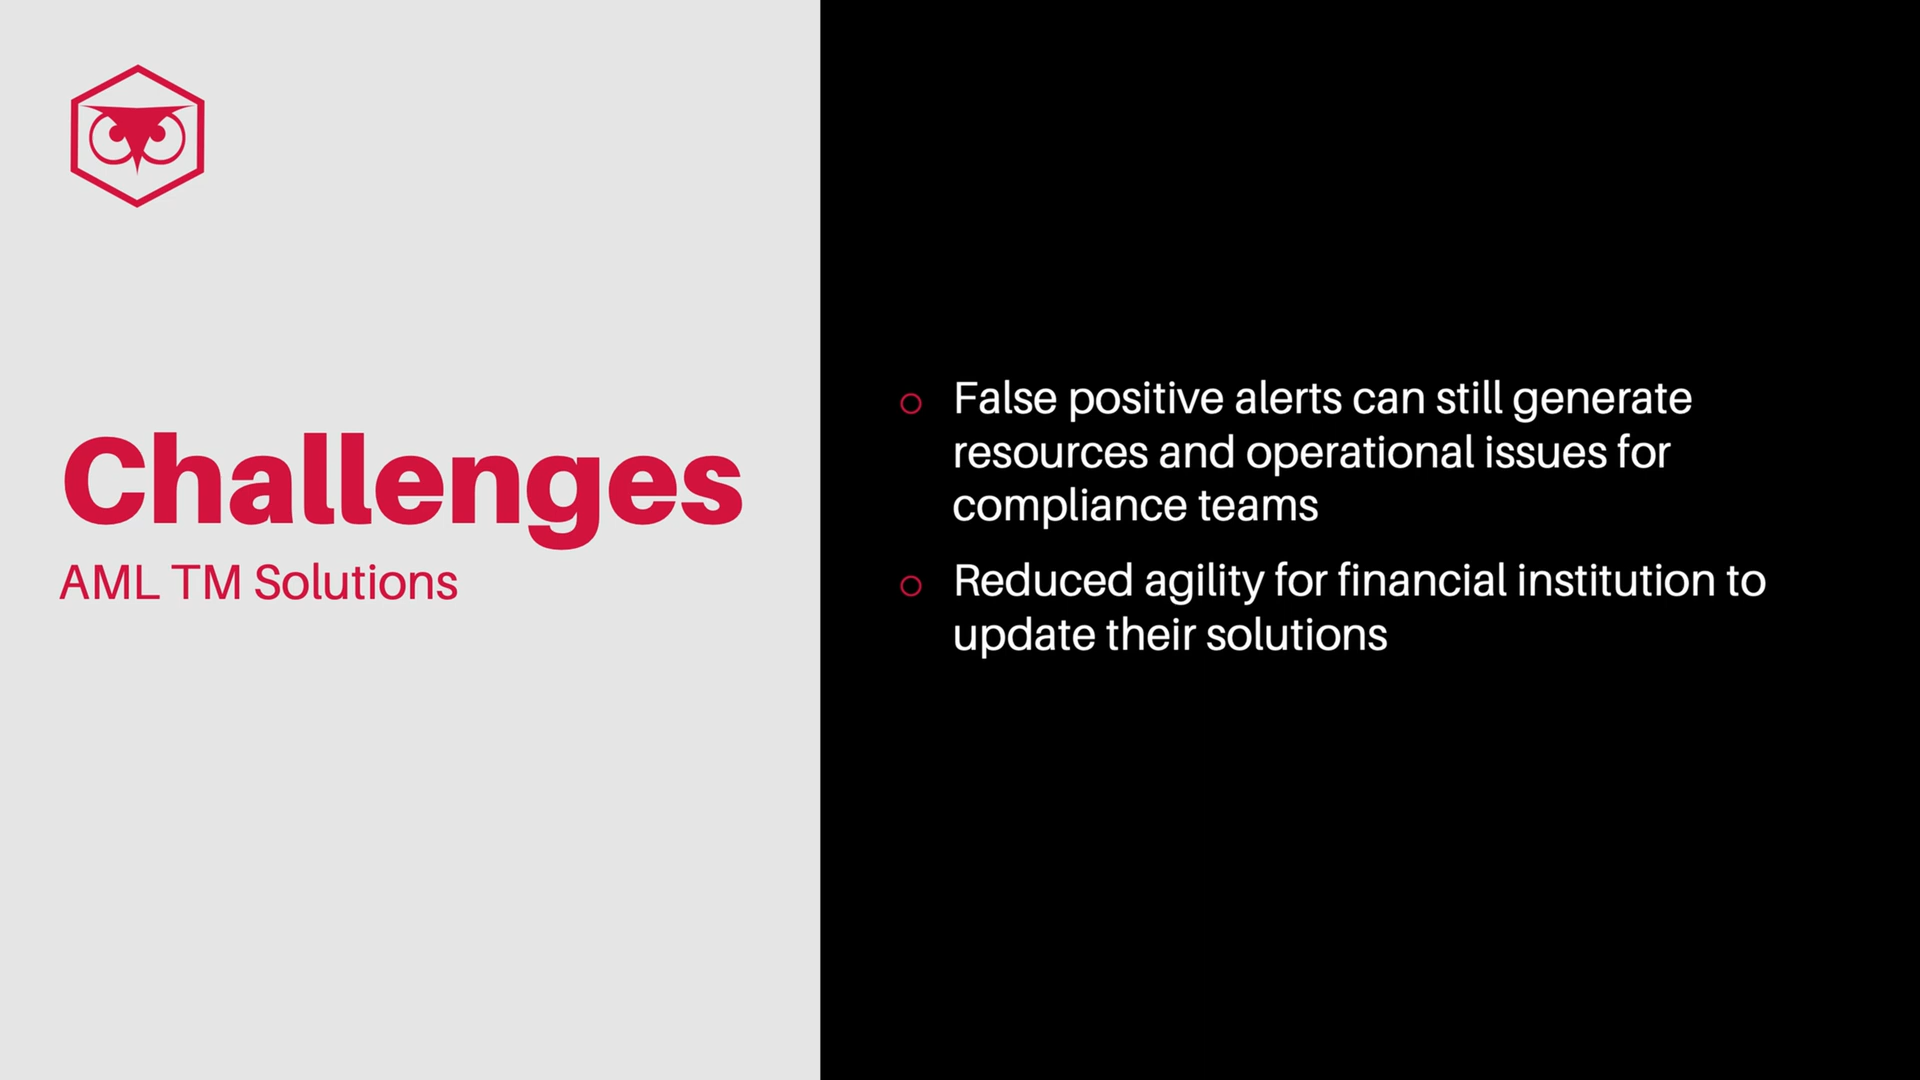 Challenges
AML TM Solutions
False positive alerts can still generate
resources and operational issues for
compliance teams
Reduced agility for financial institution to
update their solutions